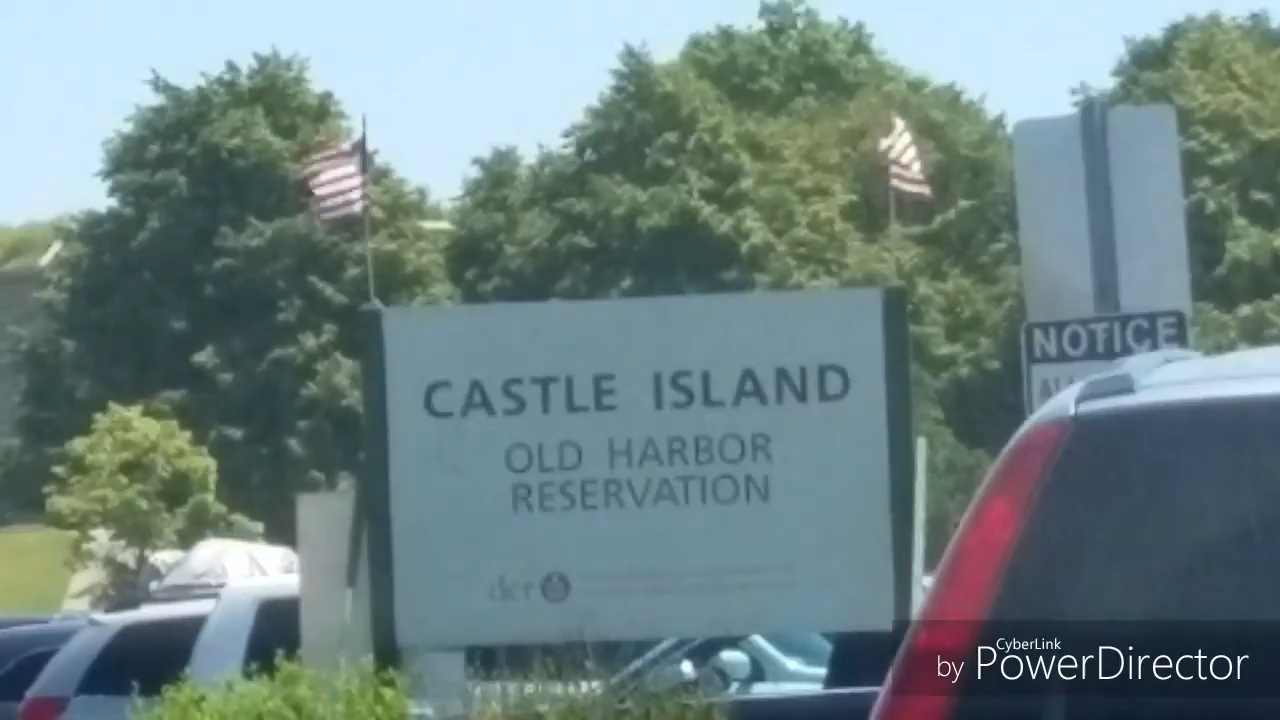 NOTICE
CASTLE ISLAND
OLD HARBOR
RESERVATION
dcr
CyberLink
by PowerDirector